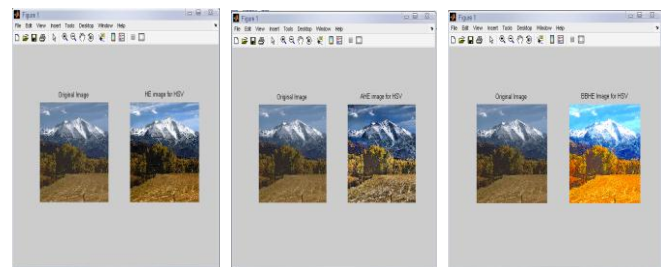 Figure 1
File Edit View Insert Tools Desktop Window Help
Original Image HE image for HSV
Figure 1
File Edit View Insert Tools Desktop Window Help
Original Image AHE image for HSV
Figure 1
File Edit View Insert Tools Desktop Window Help
Original Image BBHE Image for HSV